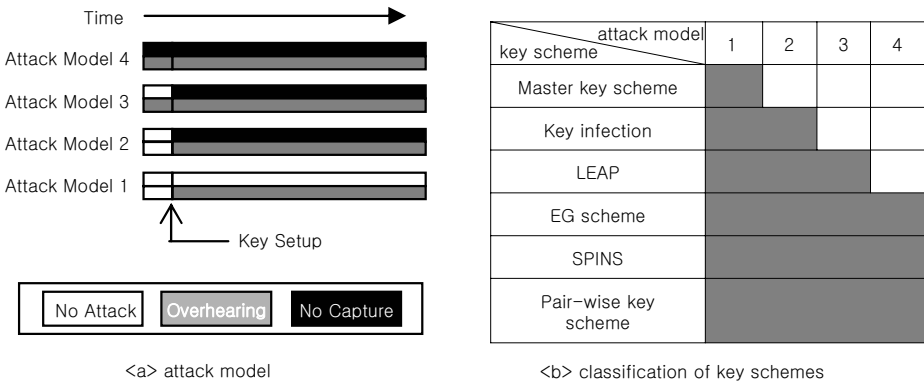 Time
Attack Model 4
Attack Model 3
Attack Model 2
Attack Model 1
Key Setup
No Attack
Overhearing
No Capture
<a> attack model
attack model
key scheme
1
2
3
4
Master key scheme
Key infection
LEAP
EG scheme
SPINS
Pair-wise key
scheme
<b> classification of key schemes